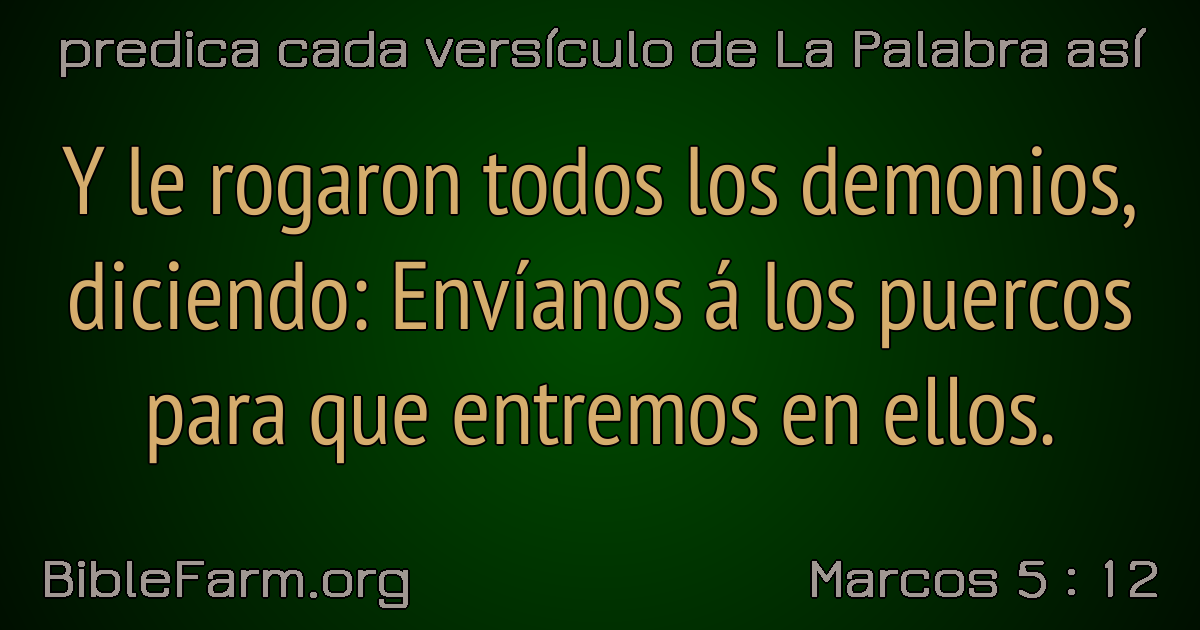 predica cada versículo de La Palabra así
Y le rogaron todos los demonios,
diciendo: Envíanos á los puercos
para que entremos en ellos.
BibleFarm.org
Marcos 5 : 12